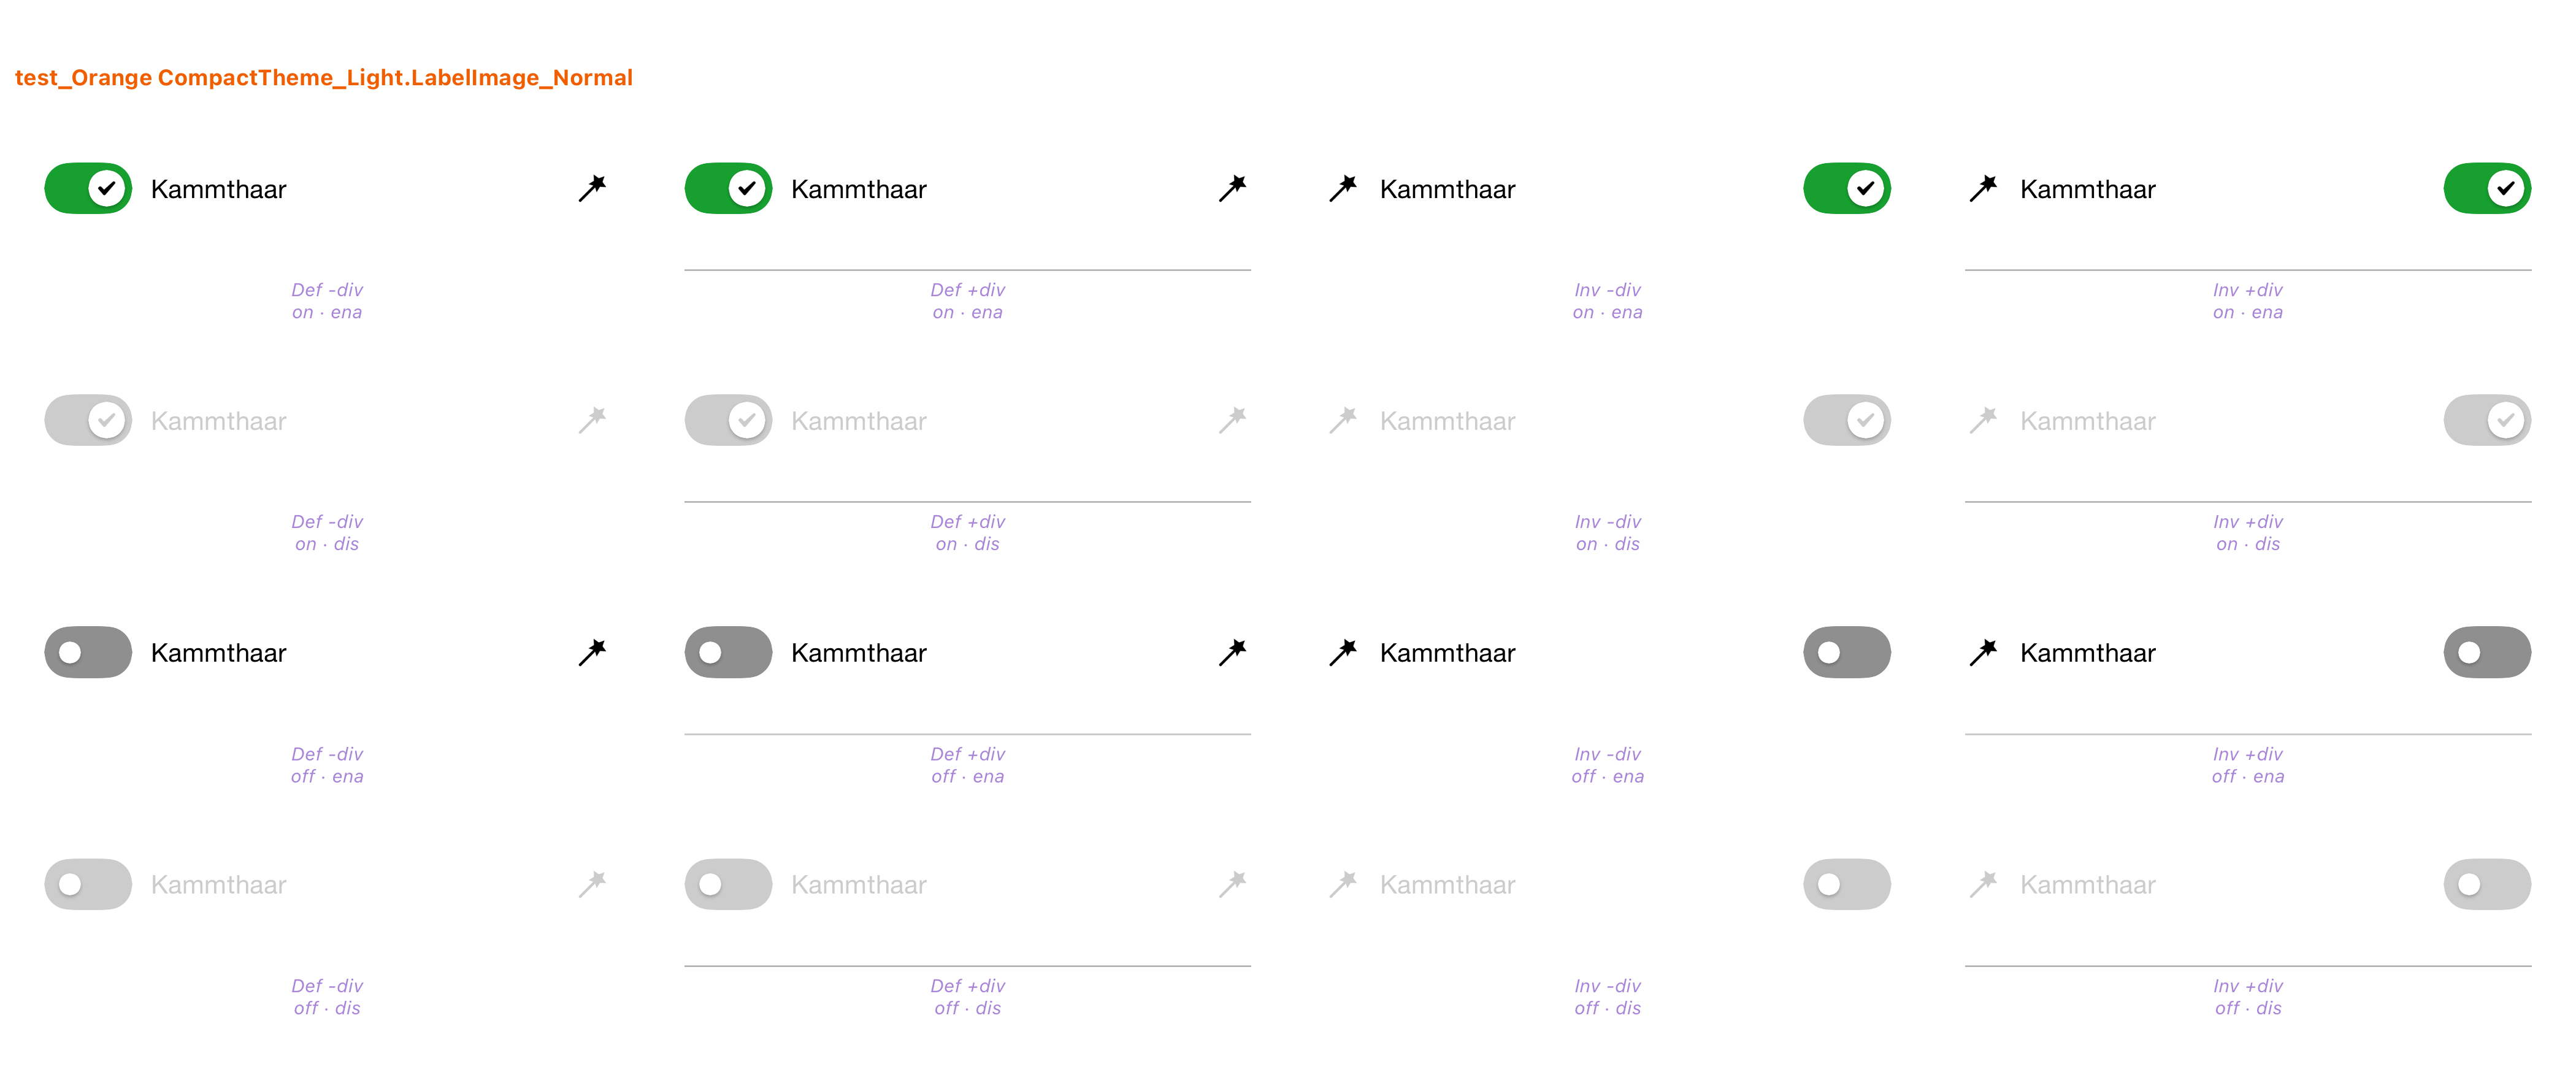 test_Orange CompactTheme_Light.LabelImage_Normal
Kammthaar
Kammthaar
Kammthaar
Kammthaar
Def -div
on · ena
Def +div
on · ena
Inv -div
on · ena
Inv +div
on · ena
Kammthaar
Kammthaar
Kammthaar
Kammthaar
Def -div
on · dis
Def +div
on · dis
Inv -div
on · dis
Inv +div
on · dis
Kammthaar
Kammthaar
Kammthaar
Kammthaar
Def -div
off · ena
Def +div
off · ena
Inv -div
off · ena
Inv +div
off · ena
Kammthaar
Kammthaar
Kammthaar
Kammthaar
Def -div
off · dis
Def +div
off · dis
Inv -div
off · dis
Inv +div
off · dis